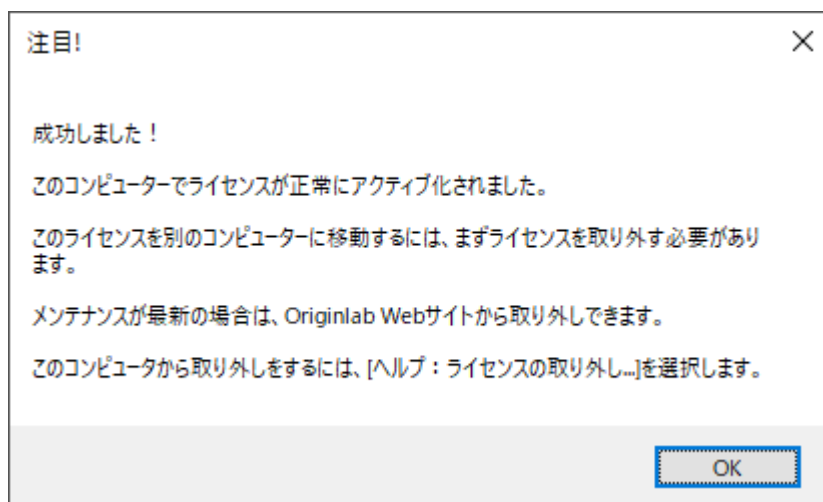 注目!
成功しました！
このコンピューターでライセンスが正常にアクティブ化されました。
このライセンスを別のコンピューターに移動するには、まずライセンスを取り外す必要があり
ます。
メンテナンスが最新の場合は、Originlab Webサイトから取り外しできます。
このコンピュータから取り外しをするには、[ヘルプ：ライセンスの取り外し...]を選択します。
OK